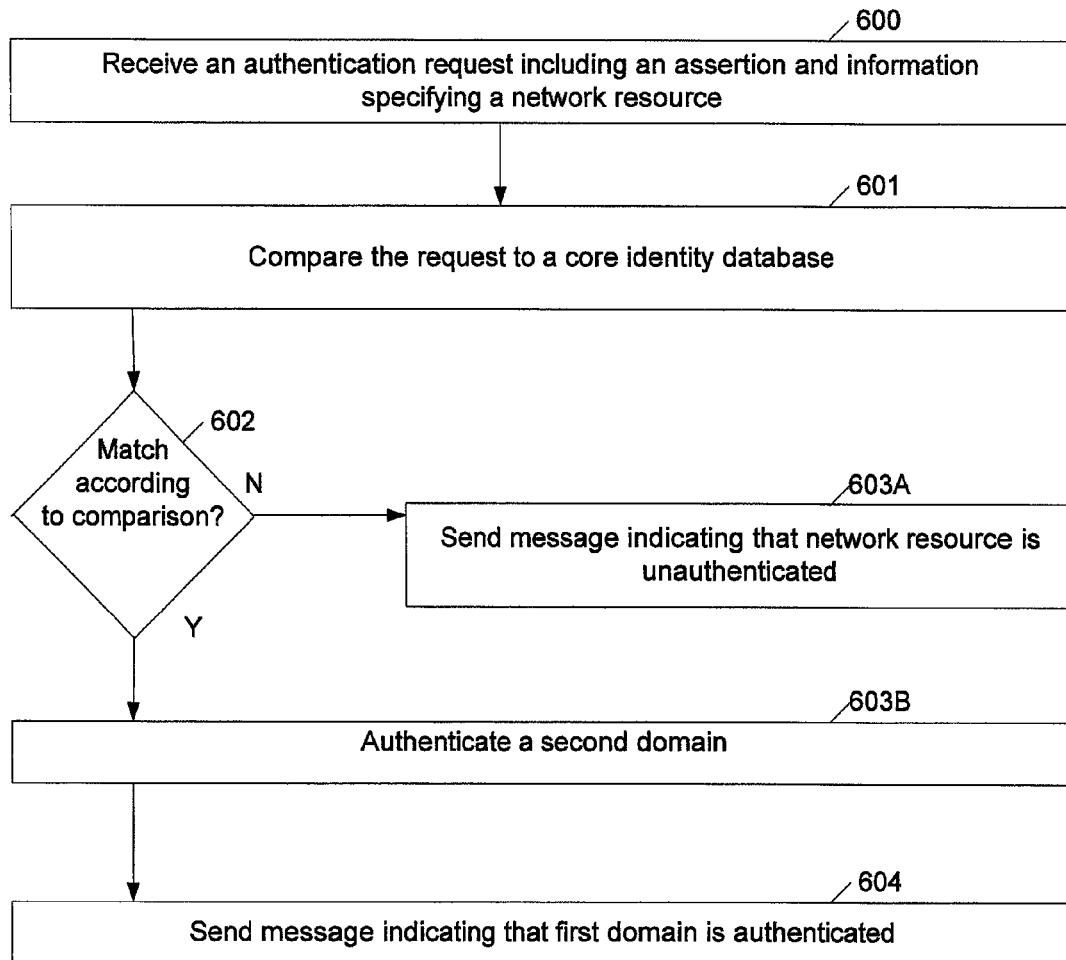 600
Receive an authentication request including an assertion and information
specifying a network resource
601
Compare the request to a core identity database
602
Match
according
to comparison?
N
603A
Send message indicating that network resource is
unauthenticated
Y
603B
Authenticate a second domain
604
Send message indicating that first domain is authenticated